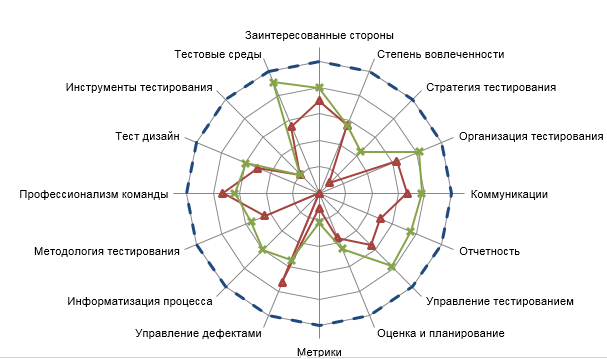 Заинтересованные стороны
Тестовые среды
Степень вовлеченности
Инструменты тестирования
Стратегия тестирования
Тест дизайн
Организация тестирования
Профессионализм команды
Коммуникации
Методология тестирования
Отчетность
Информатизация процесса
Управление тестированием
Управление дефектами
Оценка и планирование
Метрики